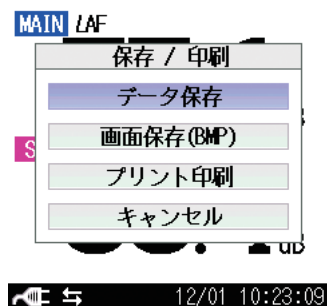 MAIN LAF
保存 / 印刷
データ保存
画面保存(BMP)
プリント印刷
キャンセル
S
dB
12/01 10:23:09